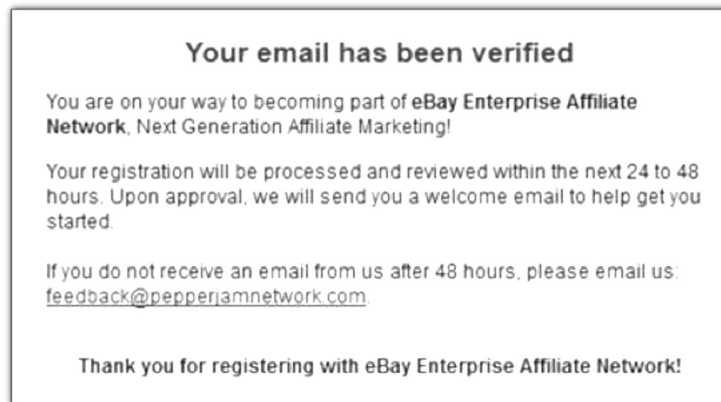 Your email has been verified
You are on your way to becoming part of eBay Enterprise Affiliate
Network, Next Generation Affiliate Marketing!
Your registration will be processed and reviewed within the next 24 to 48
hours. Upon approval, we will send you a welcome email to help get you
started.
If you do not receive an email from us after 48 hours, please email us:
feedback@pepperjamnetwork.com.
Thank you for registering with eBay Enterprise Affiliate Network!